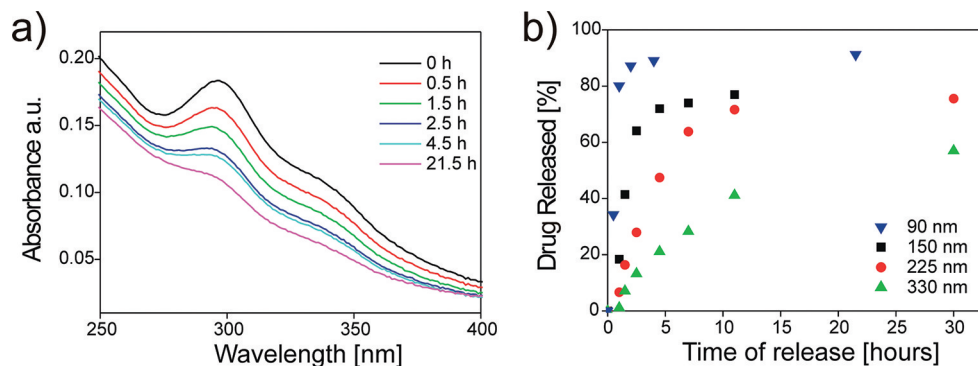 a)
Absorbance a.u.
0.20
0.15
0.10
0.05
250
300
350
400
Wavelength [nm]
0 h
0.5 h
1.5 h
2.5 h
4.5 h
21.5 h
b)
Drug Released [%]
100
80
60
40
20
0
0
5
10
15
20
25
30
Time of release [hours]
90 nm
150 nm
225 nm
330 nm